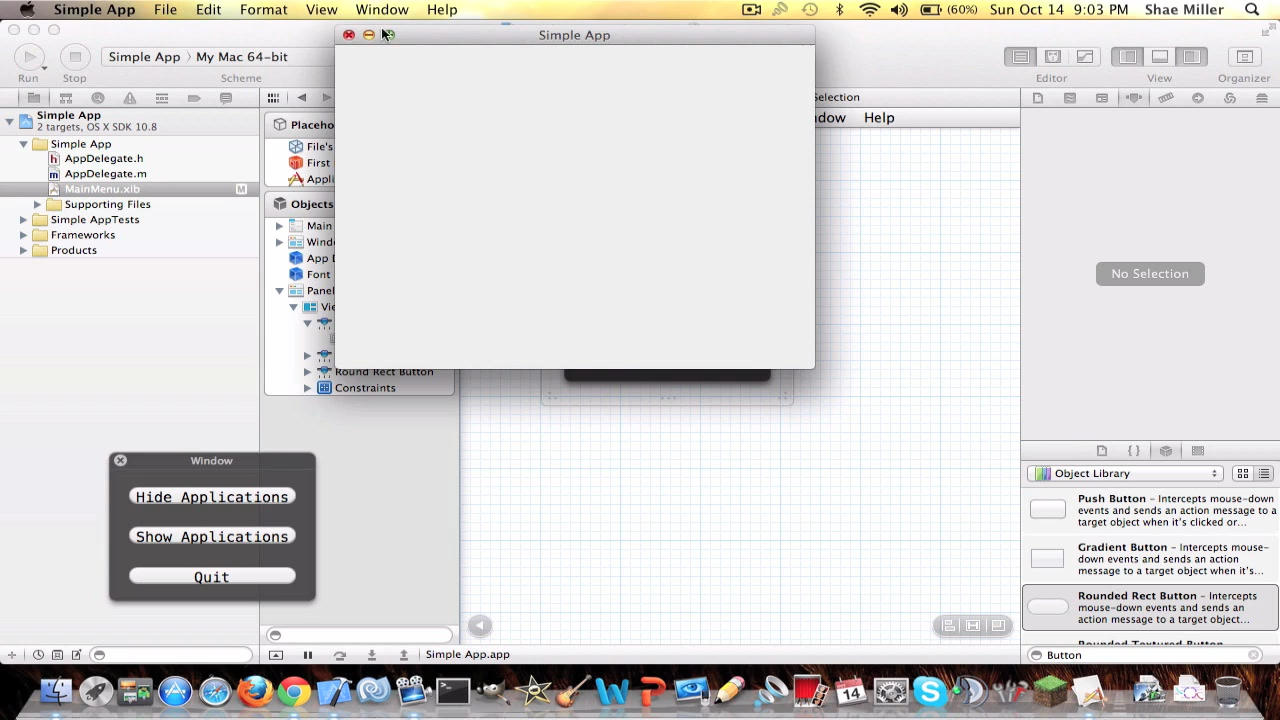 Simple App File Edit Format View Window Help
(60%) Sun Oct 14 9:03 PM Shae Miller
Simple App
Simple App My Mac 64-bit
Run Stop Scheme
Editor View Organizer
Simple App
2 targets, OS X SDK 10.8
Simple App
AppDelegate.h
AppDelegate.m
MainMenu.xib M
Supporting Files
Simple AppTests
Frameworks
Products
Selection
Help
File's
First
Objects
Main
Font
Round Rect Button
Constraints
No Selection
Window
Hide Applications
Show Applications
Quit
Object Library
Push Button – Intercepts mouse-down
events and sends an action message to a
target object when it's clicked or...
Gradient Button – Intercepts mouse-
down events and sends an action
message to a target object when it's...
Rounded Rect Button – Intercepts
mouse-down events and sends an
action message to a target object...
Button
Simple App.app
14